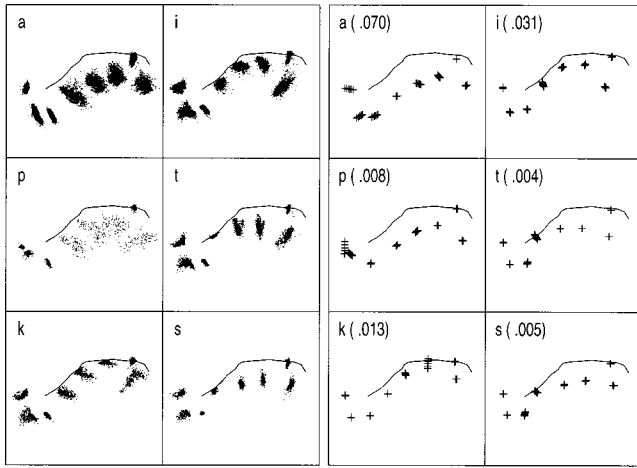 a i a (.070) i (.031)
p t p (.008) t (.004)
k s k (.013) s (.005)